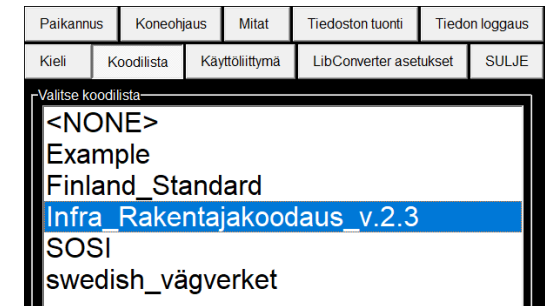 Paikannus Koneohjaus Mitat Tiedoston tuonti Tiedon loggaus
Kieli Koodilista Käyttöliittymä LibConverter asetukset SULJE
Valitse koodilista
<NONE>
Example
Finland_Standard
Infra_Rakentajakoodaus_v.2.3
SOSI
swedish_vägverket